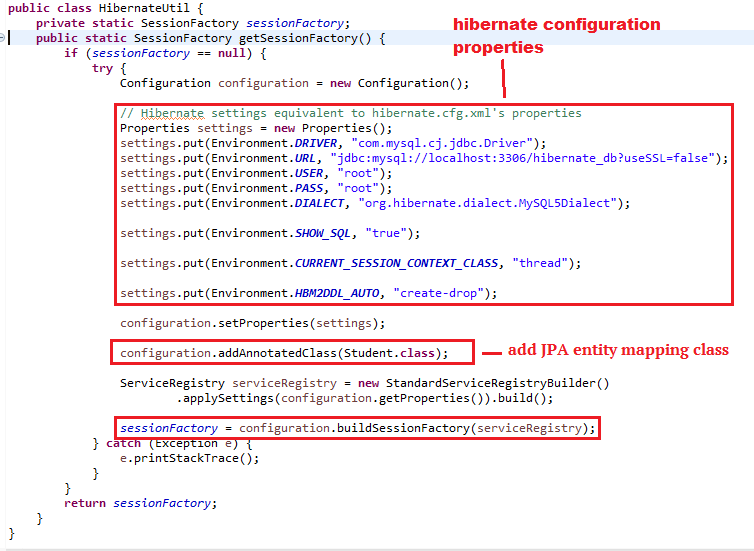 public class HibernateUtil {
private static SessionFactory sessionFactory;
public static SessionFactory getSessionFactory() {
hibernate configuration
properties
if (sessionFactory == null) {
try {
Configuration configuration = new Configuration();
// Hibernate settings equivalent to hibernate.cfg.xml's properties
Properties settings = new Properties();
settings.put(Environment.DRIVER, "com.mysql.cj.jdbc.Driver");
settings.put(Environment.URL, "jdbc:mysql://localhost:3306/hibernate_db?useSSL=false");
settings.put(Environment.USER, "root");
settings.put(Environment.PASS, "root");
settings.put(Environment.DIALECT, "org.hibernate.dialect.MySQL5Dialect");
settings.put(Environment.SHOW_SQL, "true");
settings.put(Environment.CURRENT_SESSION_CONTEXT_CLASS, "thread");
settings.put(Environment.HBM2DDL_AUTO, "create-drop");
configuration.setProperties(settings);
configuration.addAnnotatedClass(Student.class);
add JPA entity mapping class
ServiceRegistry serviceRegistry = new StandardServiceRegistryBuilder()
.applySettings(configuration.getProperties()).build();
sessionFactory = configuration.buildSessionFactory(serviceRegistry);
} catch (Exception e) {
e.printStackTrace();
}
}
return sessionFactory;
}
}